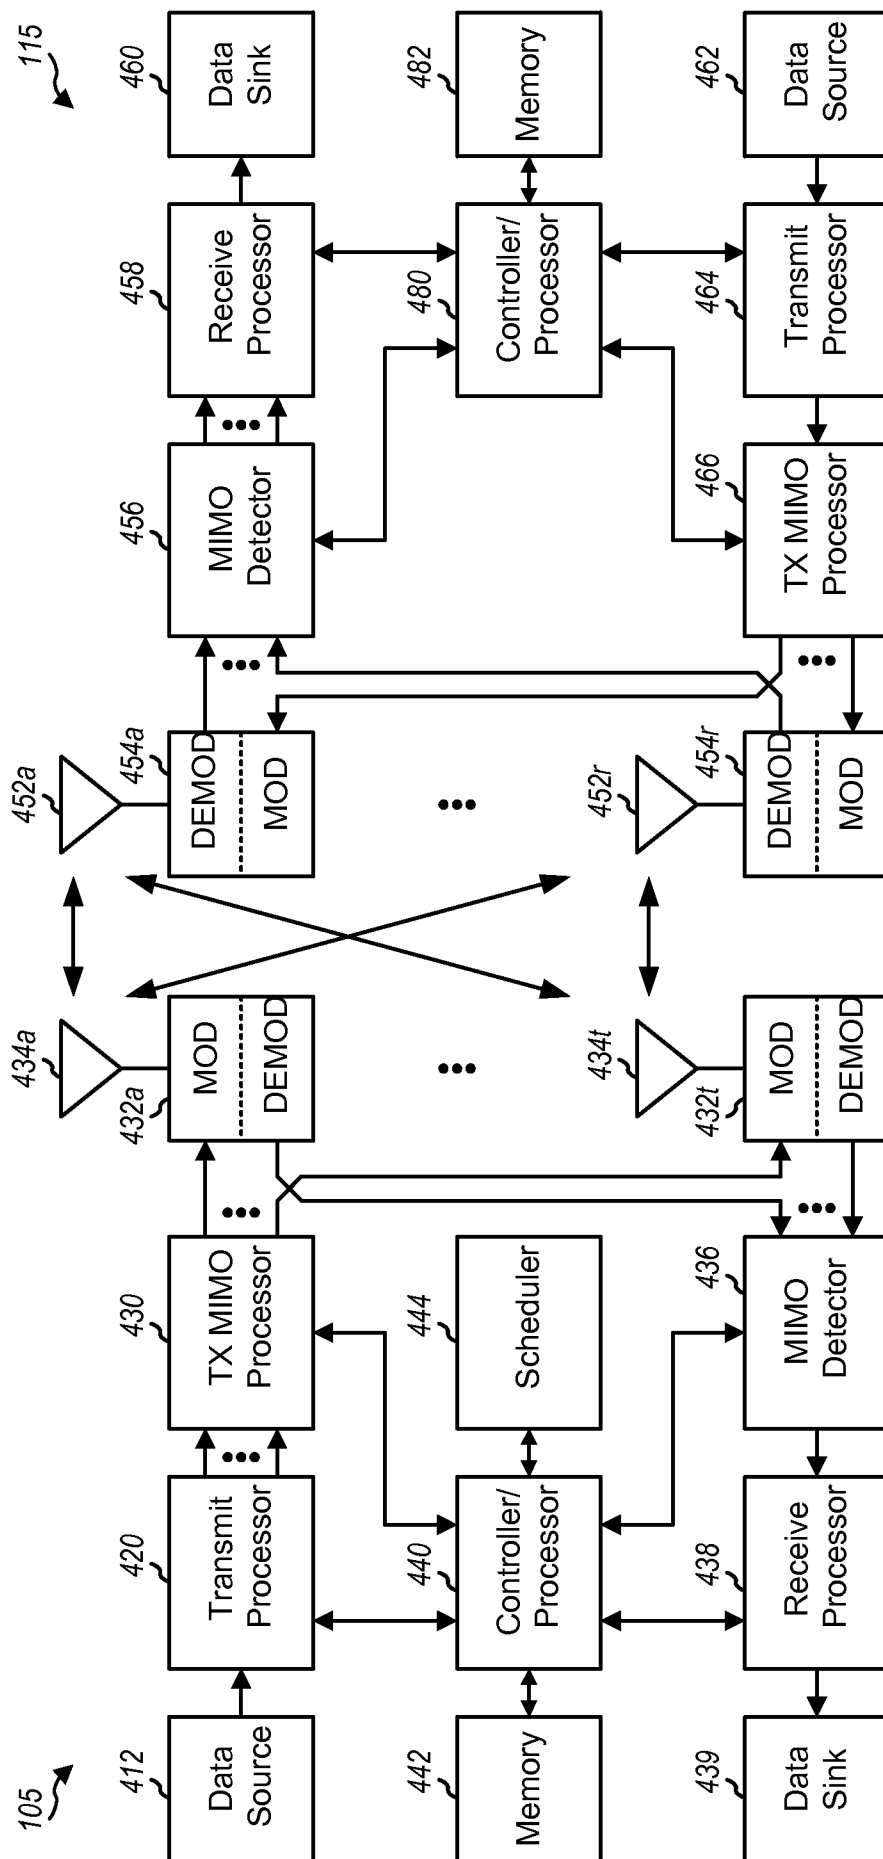 105
115
412
Data
Source
420
Transmit
Processor
430
TX MIMO
Processor
432a
MOD
DEMOD
434a
452a
454a
DEMOD
MOD
456
MIMO
Detector
458
Receive
Processor
460
Data
Sink
442
Memory
440
Controller/
Processor
444
Scheduler
480
Controller/
Processor
482
Memory
439
Data
Sink
438
Receive
Processor
436
MIMO
Detector
432t
MOD
DEMOD
434t
452r
454r
DEMOD
MOD
466
TX MIMO
Processor
464
Transmit
Processor
462
Data
Source